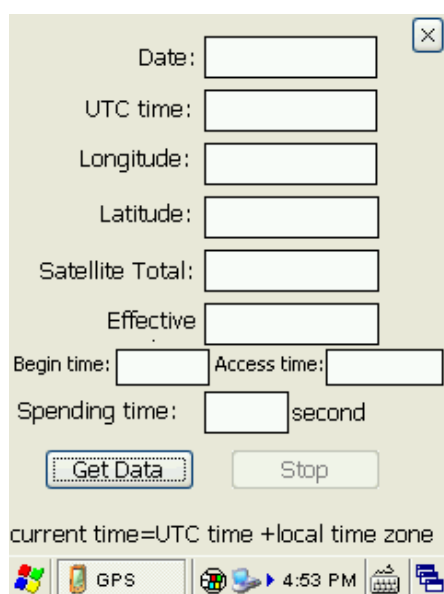 Date:
UTC time:
Longitude:
Latitude:
Satellite Total:
Effective
Begin time: Access time:
Spending time: second
Get Data Stop
current time=UTC time +local time zone
GPS 4:53 PM